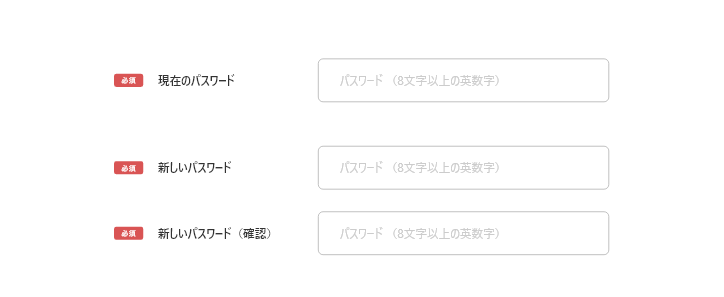 必須 現在のパスワード パスワード（8文字以上の英数字）
必須 新しいパスワード パスワード（8文字以上の英数字）
必須 新しいパスワード（確認） パスワード（8文字以上の英数字）